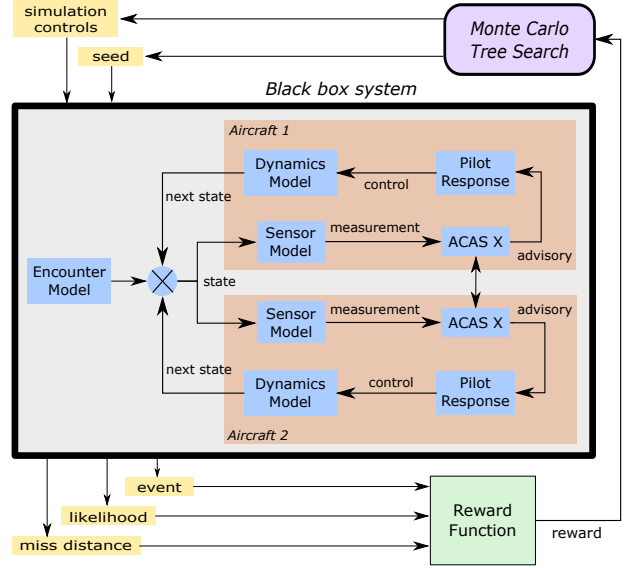 simulation
controls
Monte Carlo
Tree Search
seed
Black box system
Aircraft 1
Dynamics
Model
Pilot
Response
control
next state
Sensor
Model
measurement
ACAS X
advisory
Encounter
Model
state
Sensor
Model
measurement
ACAS X
advisory
next state
Dynamics
Model
control
Pilot
Response
Aircraft 2
event
likelihood
miss distance
Reward
Function
reward